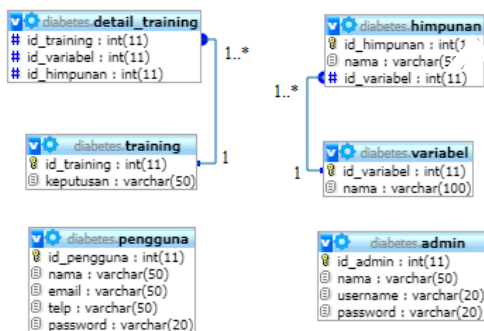 diabetes.detail_training
# id_training : int(11)
# id_variabel : int(11)
# id_himpunan : int(11)
1..*
diabetes.himpunan
id_himpunan : int(
nama : varchar(5
# id_variabel : int(11)
1..*
diabetes.training
id_training : int(11)
keputusan : varchar(50)
1
1
diabetes.variabel
id_variabel : int(11)
nama : varchar(100)
diabetes.pengguna
id_pengguna : int(11)
nama : varchar(50)
email : varchar(50)
telp : varchar(50)
password : varchar(20)
diabetes.admin
id_admin : int(11)
nama : varchar(50)
username : varchar(20)
password : varchar(20)